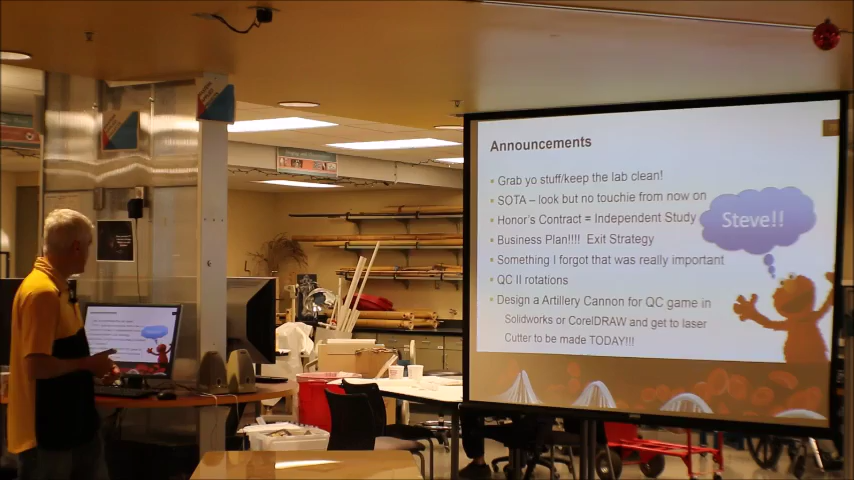 Announcements
Grab yo stuff/keep the lab clean!
SOTA – look but no touchie from now on
Honor's Contract = Independent Study
Business Plan!!!! Exit Strategy
Something I forgot that was really important
QC II rotations
Design a Artillery Cannon for QC game in
Solidworks or CorelDRAW and get to laser
Cutter to be made TODAY!!!
Steve!!